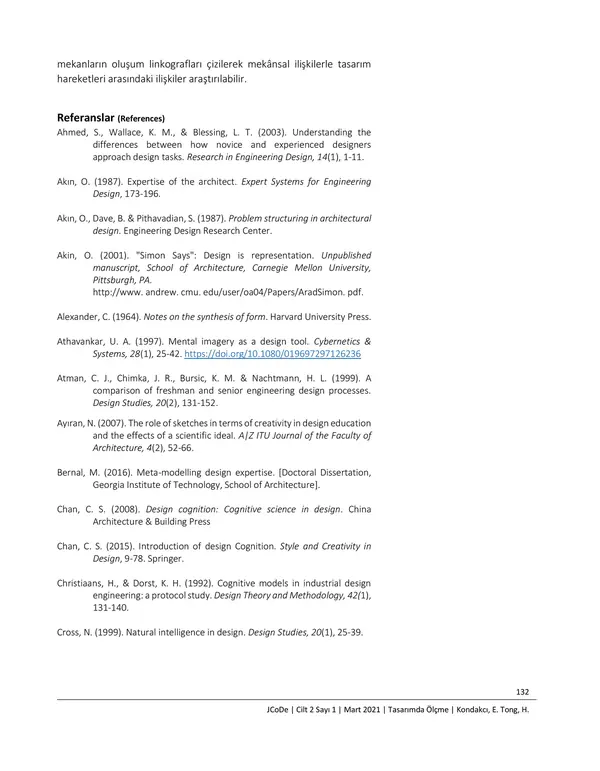 mekanların oluşum linkografları çizilerek mekânsal ilişkilerle tasarım
hareketleri arasındaki ilişkiler araştırılabilir.
Referanslar (References)
Ahmed, S., Wallace, K. M., & Blessing, L. T. (2003). Understanding the
differences between how novice and experienced designers
approach design tasks. Research in Engineering Design, 14(1), 1-11.
Akın, O. (1987). Expertise of the architect. Expert Systems for Engineering
Design, 173-196.
Akın, O., Dave, B. & Pithavadian, S. (1987). Problem structuring in architectural
design. Engineering Design Research Center.
Akin, O. (2001). "Simon Says": Design is representation. Unpublished
manuscript, School of Architecture, Carnegie Mellon University,
Pittsburgh, PA.
http://www. andrew. cmu. edu/user/oa04/Papers/AradSimon. pdf.
Alexander, C. (1964). Notes on the synthesis of form. Harvard University Press.
Athavankar, U. A. (1997). Mental imagery as a design tool. Cybernetics &
Systems, 28(1), 25-42. https://doi.org/10.1080/019697297126236
Atman, C. J., Chimka, J. R., Bursic, K. M. & Nachtmann, H. L. (1999). A
comparison of freshman and senior engineering design processes.
Design Studies, 20(2), 131-152.
Ayıran, N. (2007). The role of sketches in terms of creativity in design education
and the effects of a scientific ideal. A|Z ITU Journal of the Faculty of
Architecture, 4(2), 52-66.
Bernal, M. (2016). Meta-modelling design expertise. [Doctoral Dissertation,
Georgia Institute of Technology, School of Architecture].
Chan, C. S. (2008). Design cognition: Cognitive science in design. China
Architecture & Building Press
Chan, C. S. (2015). Introduction of design Cognition. Style and Creativity in
Design, 9-78. Springer.
Christiaans, H., & Dorst, K. H. (1992). Cognitive models in industrial design
engineering: a protocol study. Design Theory and Methodology, 42(1),
131-140.
Cross, N. (1999). Natural intelligence in design. Design Studies, 20(1), 25-39.
132
JCoDe | Cilt 2 Sayı 1 | Mart 2021 | Tasarımda Ölçme | Kondakcı, E. Tong, H.